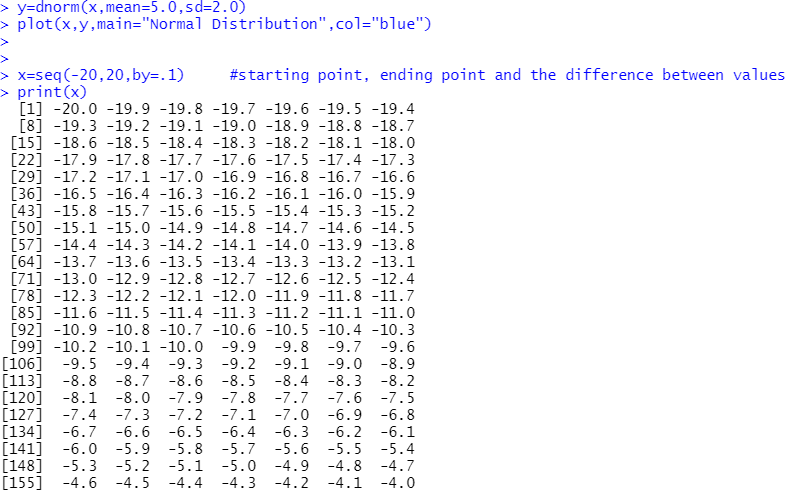 > y=dnorm(x,mean=5.0,sd=2.0)
> plot(x,y,main="Normal Distribution",col="blue")
>
>
> x=seq(-20,20,by=.1)     #starting point, ending point and the difference between values
> print(x)
  [1] -20.0 -19.9 -19.8 -19.7 -19.6 -19.5 -19.4
  [8] -19.3 -19.2 -19.1 -19.0 -18.9 -18.8 -18.7
 [15] -18.6 -18.5 -18.4 -18.3 -18.2 -18.1 -18.0
 [22] -17.9 -17.8 -17.7 -17.6 -17.5 -17.4 -17.3
 [29] -17.2 -17.1 -17.0 -16.9 -16.8 -16.7 -16.6
 [36] -16.5 -16.4 -16.3 -16.2 -16.1 -16.0 -15.9
 [43] -15.8 -15.7 -15.6 -15.5 -15.4 -15.3 -15.2
 [50] -15.1 -15.0 -14.9 -14.8 -14.7 -14.6 -14.5
 [57] -14.4 -14.3 -14.2 -14.1 -14.0 -13.9 -13.8
 [64] -13.7 -13.6 -13.5 -13.4 -13.3 -13.2 -13.1
 [71] -13.0 -12.9 -12.8 -12.7 -12.6 -12.5 -12.4
 [78] -12.3 -12.2 -12.1 -12.0 -11.9 -11.8 -11.7
 [85] -11.6 -11.5 -11.4 -11.3 -11.2 -11.1 -11.0
 [92] -10.9 -10.8 -10.7 -10.6 -10.5 -10.4 -10.3
 [99] -10.2 -10.1 -10.0  -9.9  -9.8  -9.7  -9.6
[106]  -9.5  -9.4  -9.3  -9.2  -9.1  -9.0  -8.9
[113]  -8.8  -8.7  -8.6  -8.5  -8.4  -8.3  -8.2
[120]  -8.1  -8.0  -7.9  -7.8  -7.7  -7.6  -7.5
[127]  -7.4  -7.3  -7.2  -7.1  -7.0  -6.9  -6.8
[134]  -6.7  -6.6  -6.5  -6.4  -6.3  -6.2  -6.1
[141]  -6.0  -5.9  -5.8  -5.7  -5.6  -5.5  -5.4
[148]  -5.3  -5.2  -5.1  -5.0  -4.9  -4.8  -4.7
[155]  -4.6  -4.5  -4.4  -4.3  -4.2  -4.1  -4.0